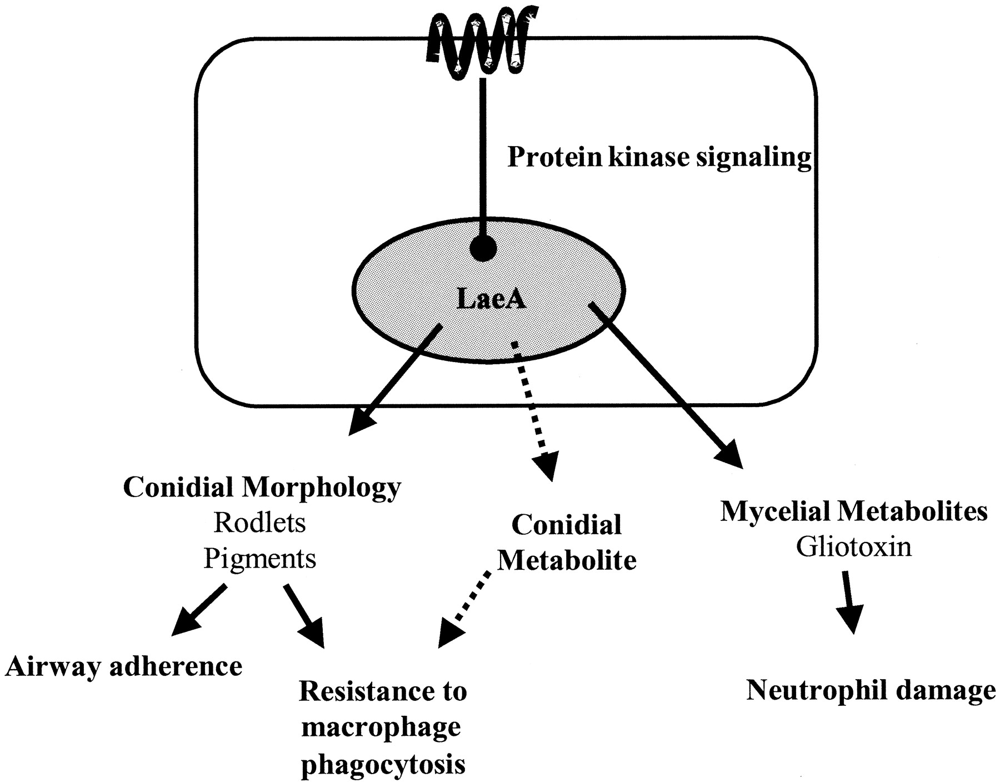 Protein kinase signaling
LaeA
Conidial Morphology
Rodlets
Pigments
Conidial
Metabolite
Mycelial Metabolites
Gliotoxin
Airway adherence
Resistance to
macrophage
phagocytosis
Neutrophil damage